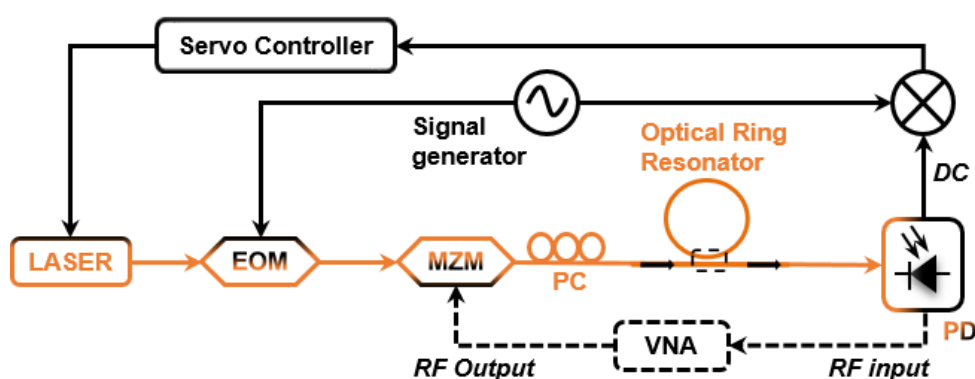 Servo Controller
Signal
generator
Optical Ring
Resonator
DC
LASER
EOM
MZM
PC
PD
VNA
RF Output
RF input